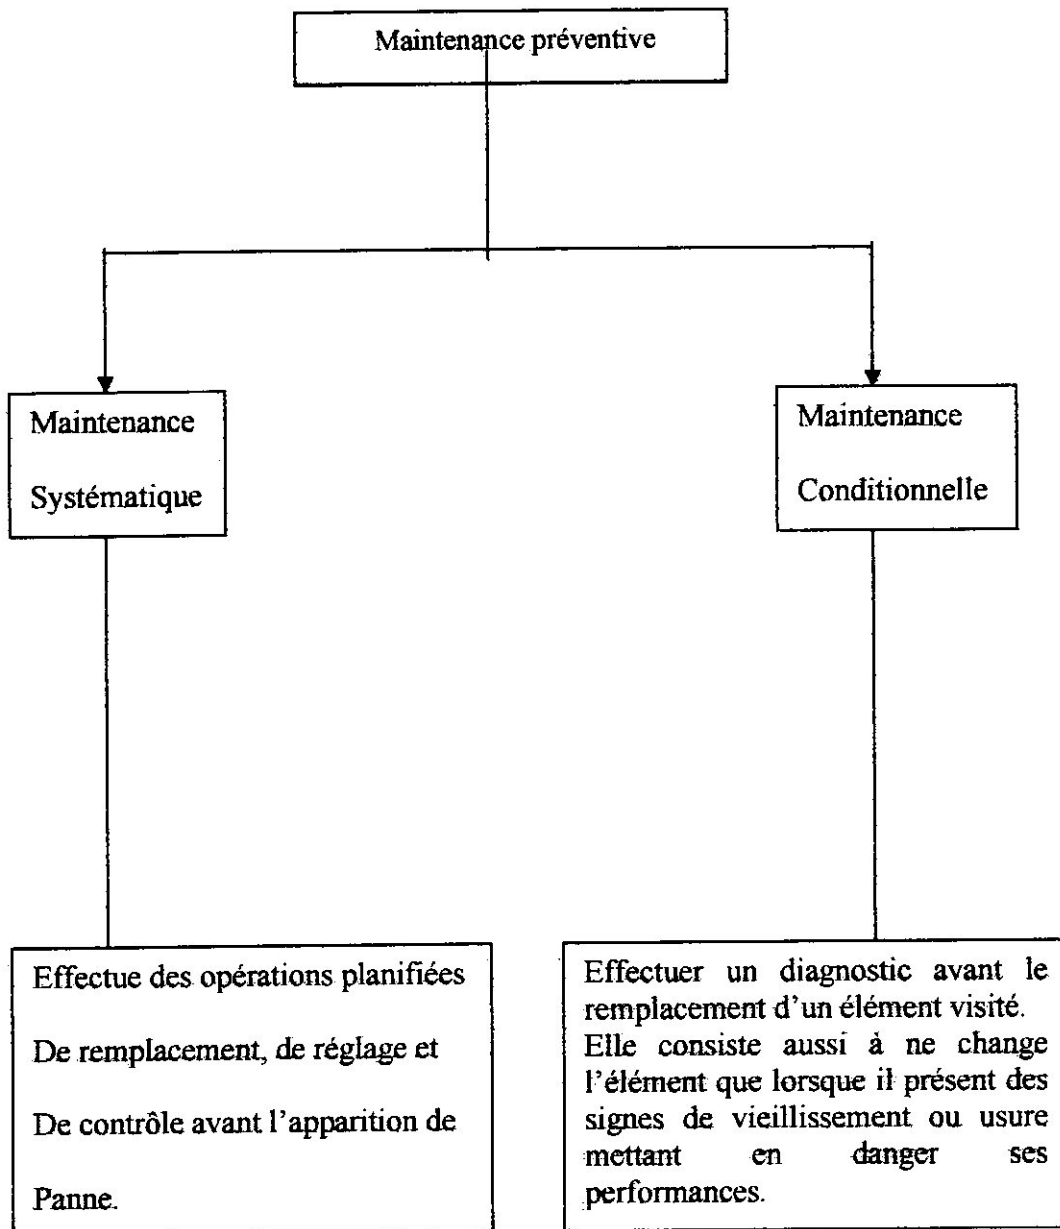 Maintenance préventive
Maintenance
Systématique
Maintenance
Conditionnelle
Effectue des opérations planifiées
De remplacement, de réglage et
De contrôle avant l'apparition de
Panne.
Effectuer un diagnostic avant le
remplacement d'un élément visité.
Elle consiste aussi à ne change
l'élément que lorsque il présent des
signes de vieillissement ou usure
mettant en danger ses
performances.